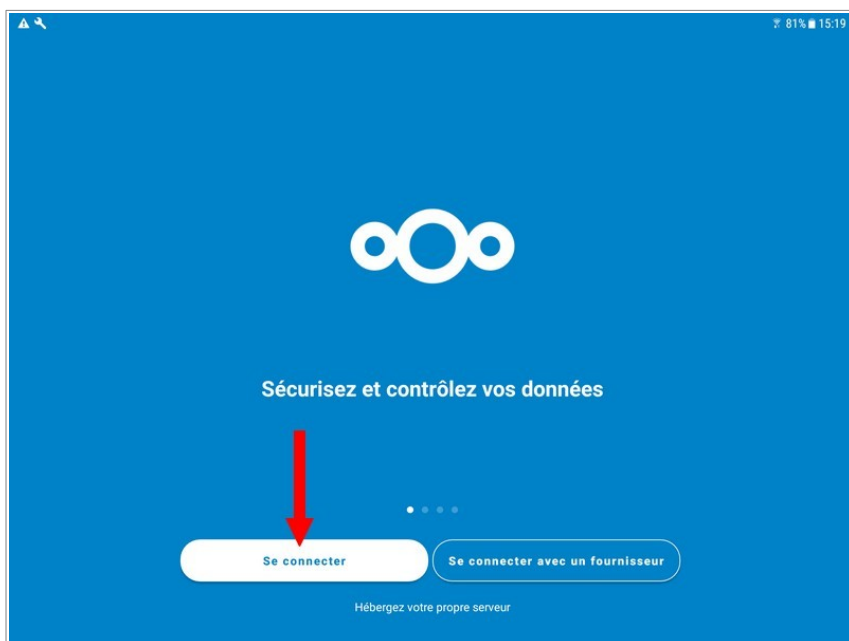 81% 15:19
Sécurisez et contrôlez vos données
Se connecter
Se connecter avec un fournisseur
Hébergez votre propre serveur